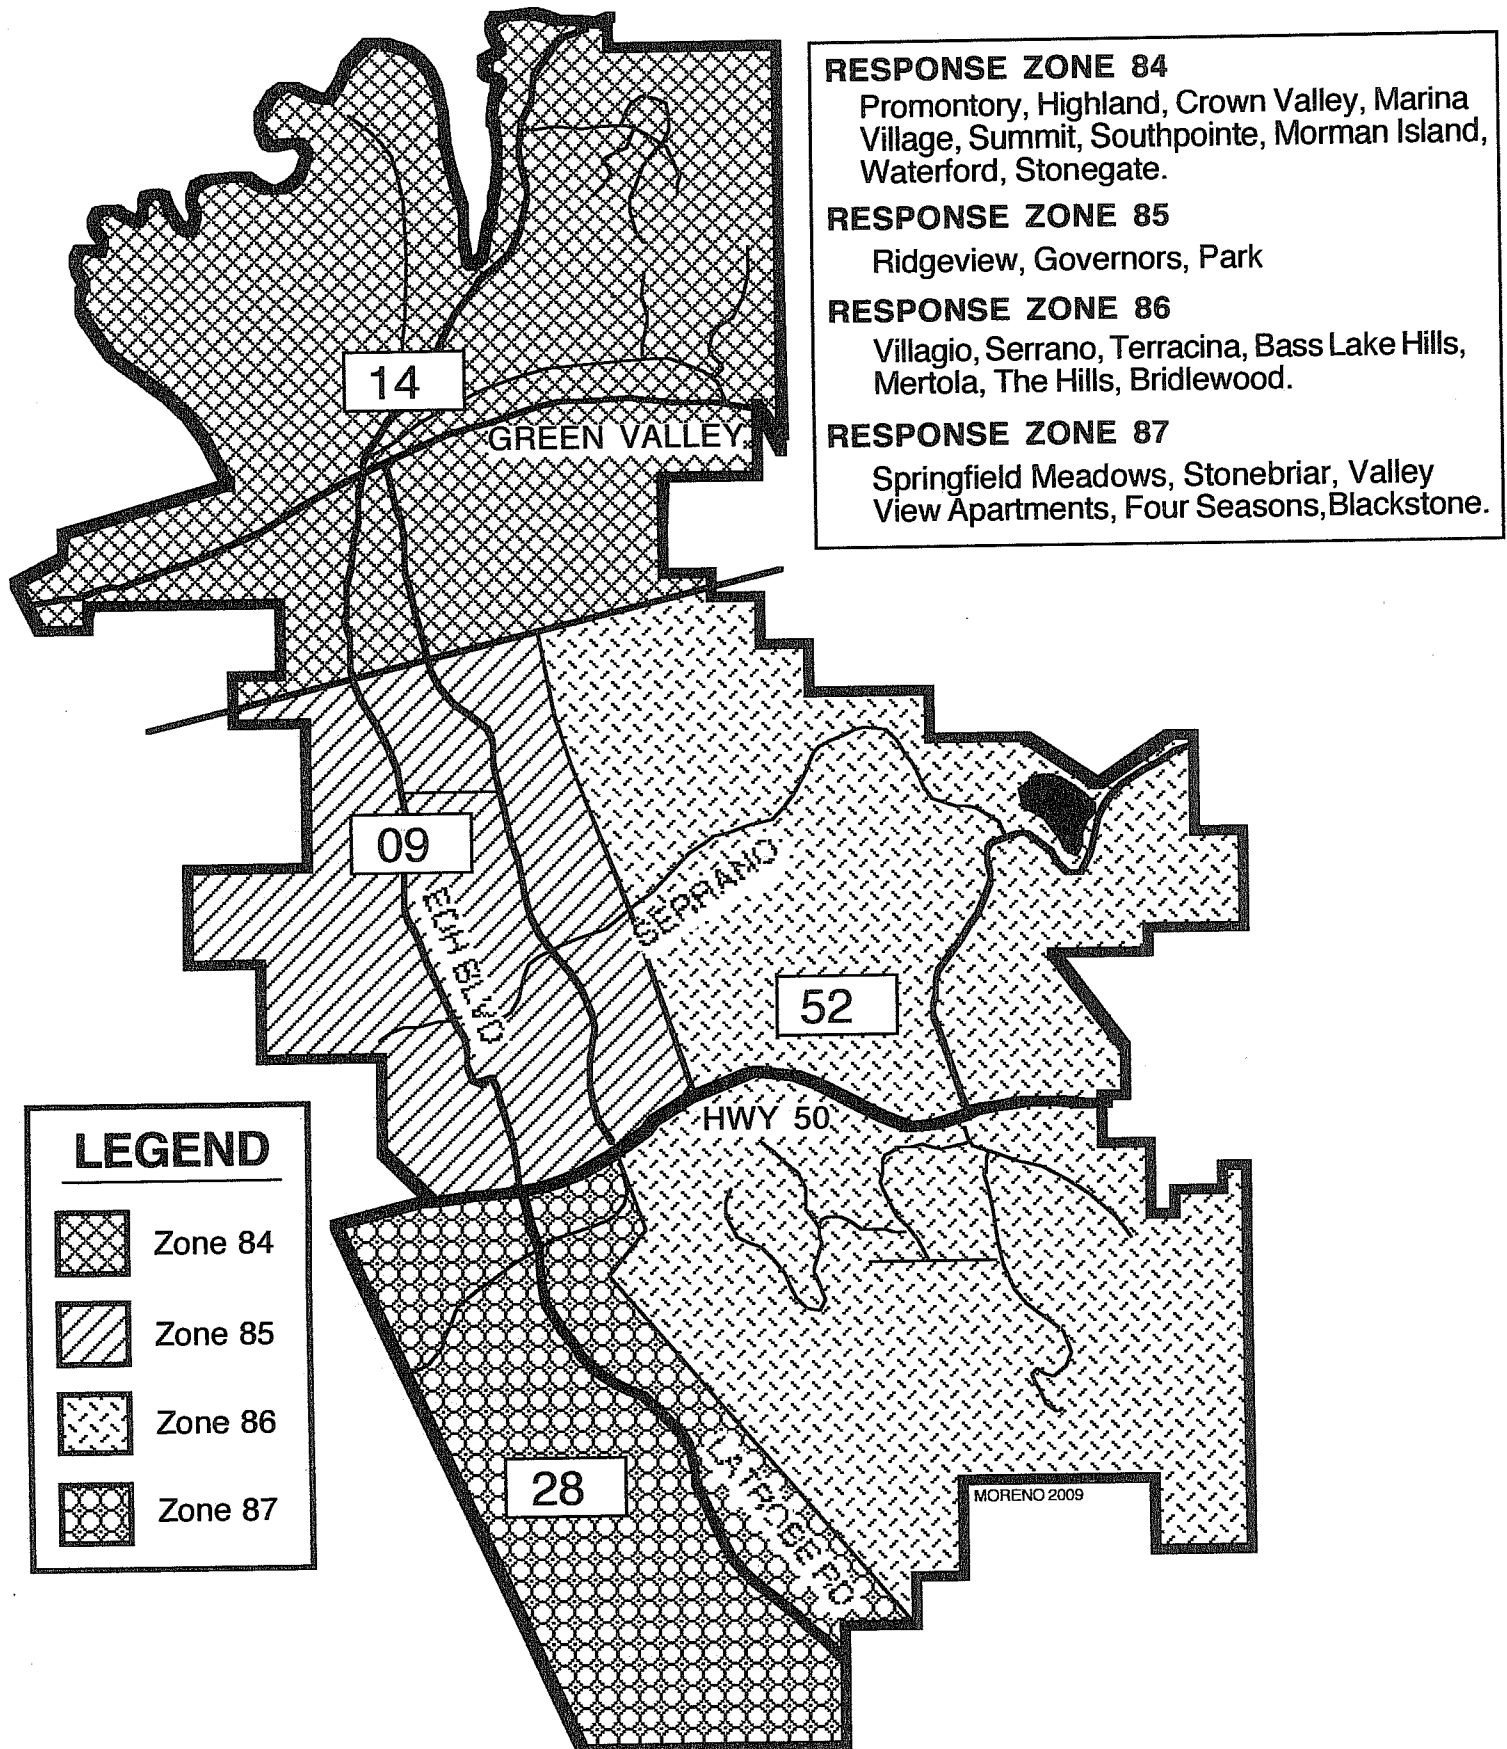 RESPONSE ZONE 84
Promontory, Highland, Crown Valley, Marina
Village, Summit, Southpointe, Morman Island,
Waterford, Stonegate.
RESPONSE ZONE 85
Ridgeview, Governors, Park
RESPONSE ZONE 86
Villagio, Serrano, Terracina, Bass Lake Hills,
Mertola, The Hills, Bridlewood.
RESPONSE ZONE 87
Springfield Meadows, Stonebriar, Valley
View Apartments, Four Seasons, Blackstone.
14
GREEN VALLEY
09
EDH BLVD
SERRANO
52
HWY 50
28
LATROBE RD
MORENO 2009
LEGEND
Zone 84
Zone 85
Zone 86
Zone 87